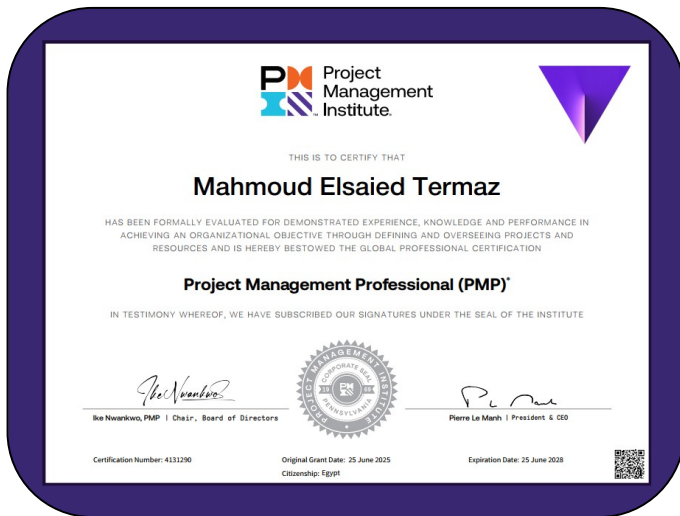 Project
Management
Institute.
THIS IS TO CERTIFY THAT
Mahmoud Elsaied Termaz
HAS BEEN FORMALLY EVALUATED FOR DEMONSTRATED EXPERIENCE, KNOWLEDGE AND PERFORMANCE IN
ACHIEVING AN ORGANIZATIONAL OBJECTIVE THROUGH DEFINING AND OVERSEEING PROJECTS AND
RESOURCES AND IS HEREBY BESTOWED THE GLOBAL PROFESSIONAL CERTIFICATION
Project Management Professional (PMP)®
IN TESTIMONY WHEREOF, WE HAVE SUBSCRIBED OUR SIGNATURES UNDER THE SEAL OF THE INSTITUTE
PROJECT MANAGEMENT INSTITUTE
CORPORATE SEAL
19 69
PENNSYLVANIA
Ike Nwankwo
Ike Nwankwo, PMP | Chair, Board of Directors
Pierre Le Manh | President & CEO
Certification Number: 4131290
Original Grant Date: 25 June 2025
Expiration Date: 25 June 2028
Citizenship: Egypt